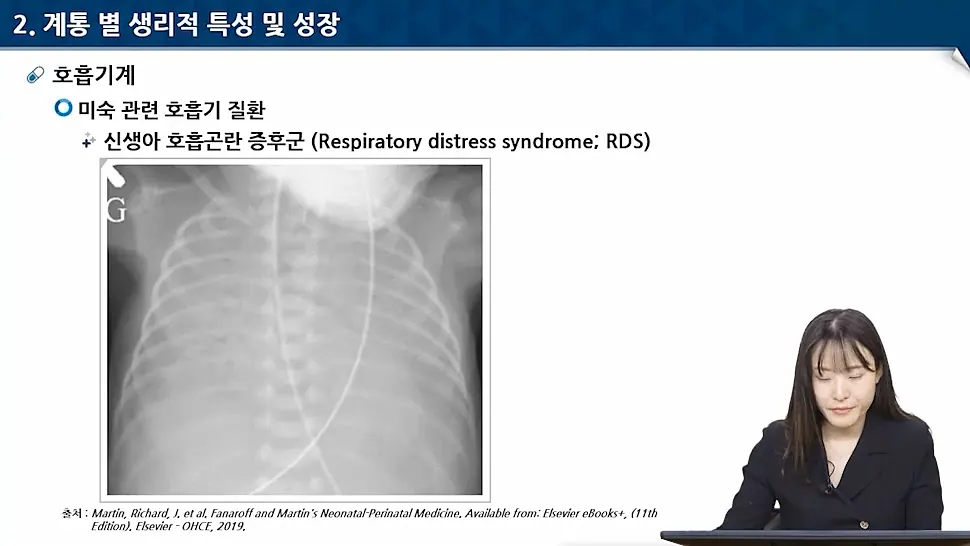 2. 계통 별 생리적 특성 및 성장
호흡기계
미숙 관련 호흡기 질환
신생아 호흡곤란 증후군 (Respiratory distress syndrome; RDS)
G
출처 : Martin, Richard, J, et al. Fanaroff and Martin's Neonatal-Perinatal Medicine. Available from: Elsevier eBooks+, (11th
Edition). Elsevier - OHCE, 2019.